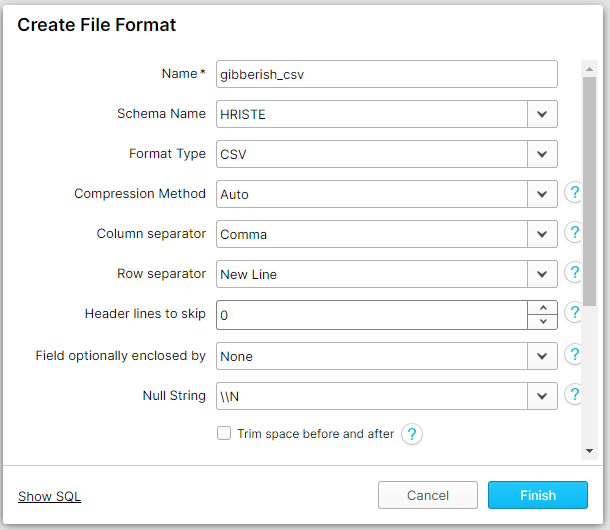 Create File Format
Name* gibberish_csv
Schema Name HRISTE
Format Type CSV
Compression Method Auto ?
Column separator Comma ?
Row separator New Line ?
Header lines to skip 0 ?
Field optionally enclosed by None ?
Null String \\N ?
Trim space before and after ?
Show SQL Cancel Finish